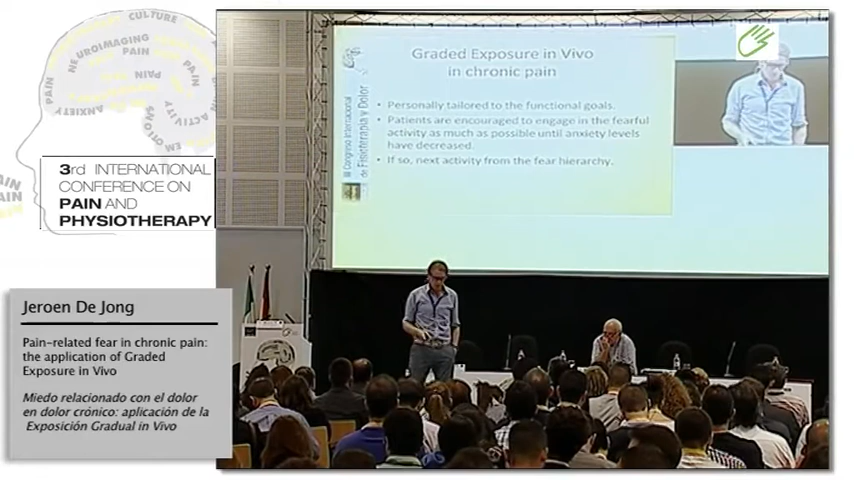 CULTURE
NEUROIMAGING
PAIN
PAIN
PAIN
PAIN
ANXIETY
3rd INTERNATIONAL
CONFERENCE ON
PAIN AND
PHYSIOTHERAPY
PAIN
Jeroen De Jong
Pain-related fear in chronic pain:
the application of Graded
Exposure in Vivo
Miedo relacionado con el dolor
en dolor crónico: aplicación de la
Exposición Gradual in Vivo
III Congreso Internacional
de Fisioterapia y Dolor
Graded Exposure in Vivo
in chronic pain
• Personally tailored to the functional goals.
• Patients are encouraged to engage in the fearful
activity as much as possible until anxiety levels
have decreased.
• If so, next activity from the fear hierarchy.